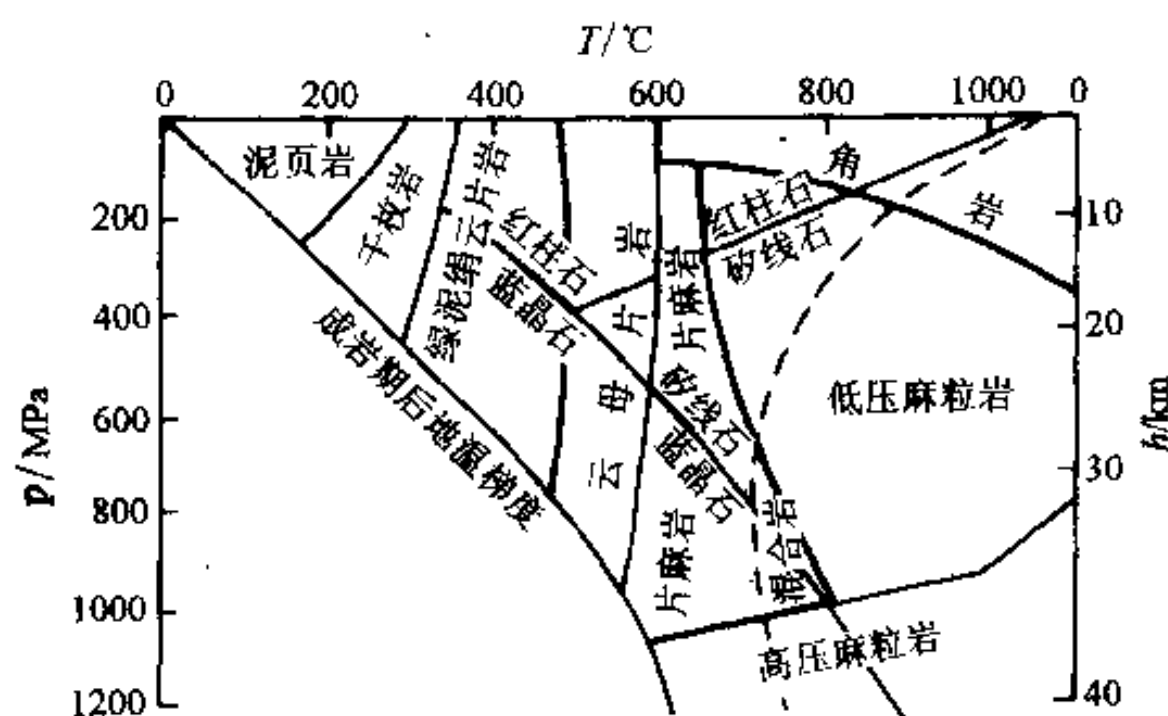 T/℃
0 200 400 600 800 1000 0
泥页岩
千枚岩
绿泥绢云片岩
红柱石
蓝晶石
云母片岩
片麻岩
红柱石
矽线石
角岩
矽线石
蓝晶石
低压麻粒岩
片麻岩
混合岩
高压麻粒岩
成岩期后地温梯度
p/MPa
200
400
600
800
1000
1200
h/km
10
20
30
40